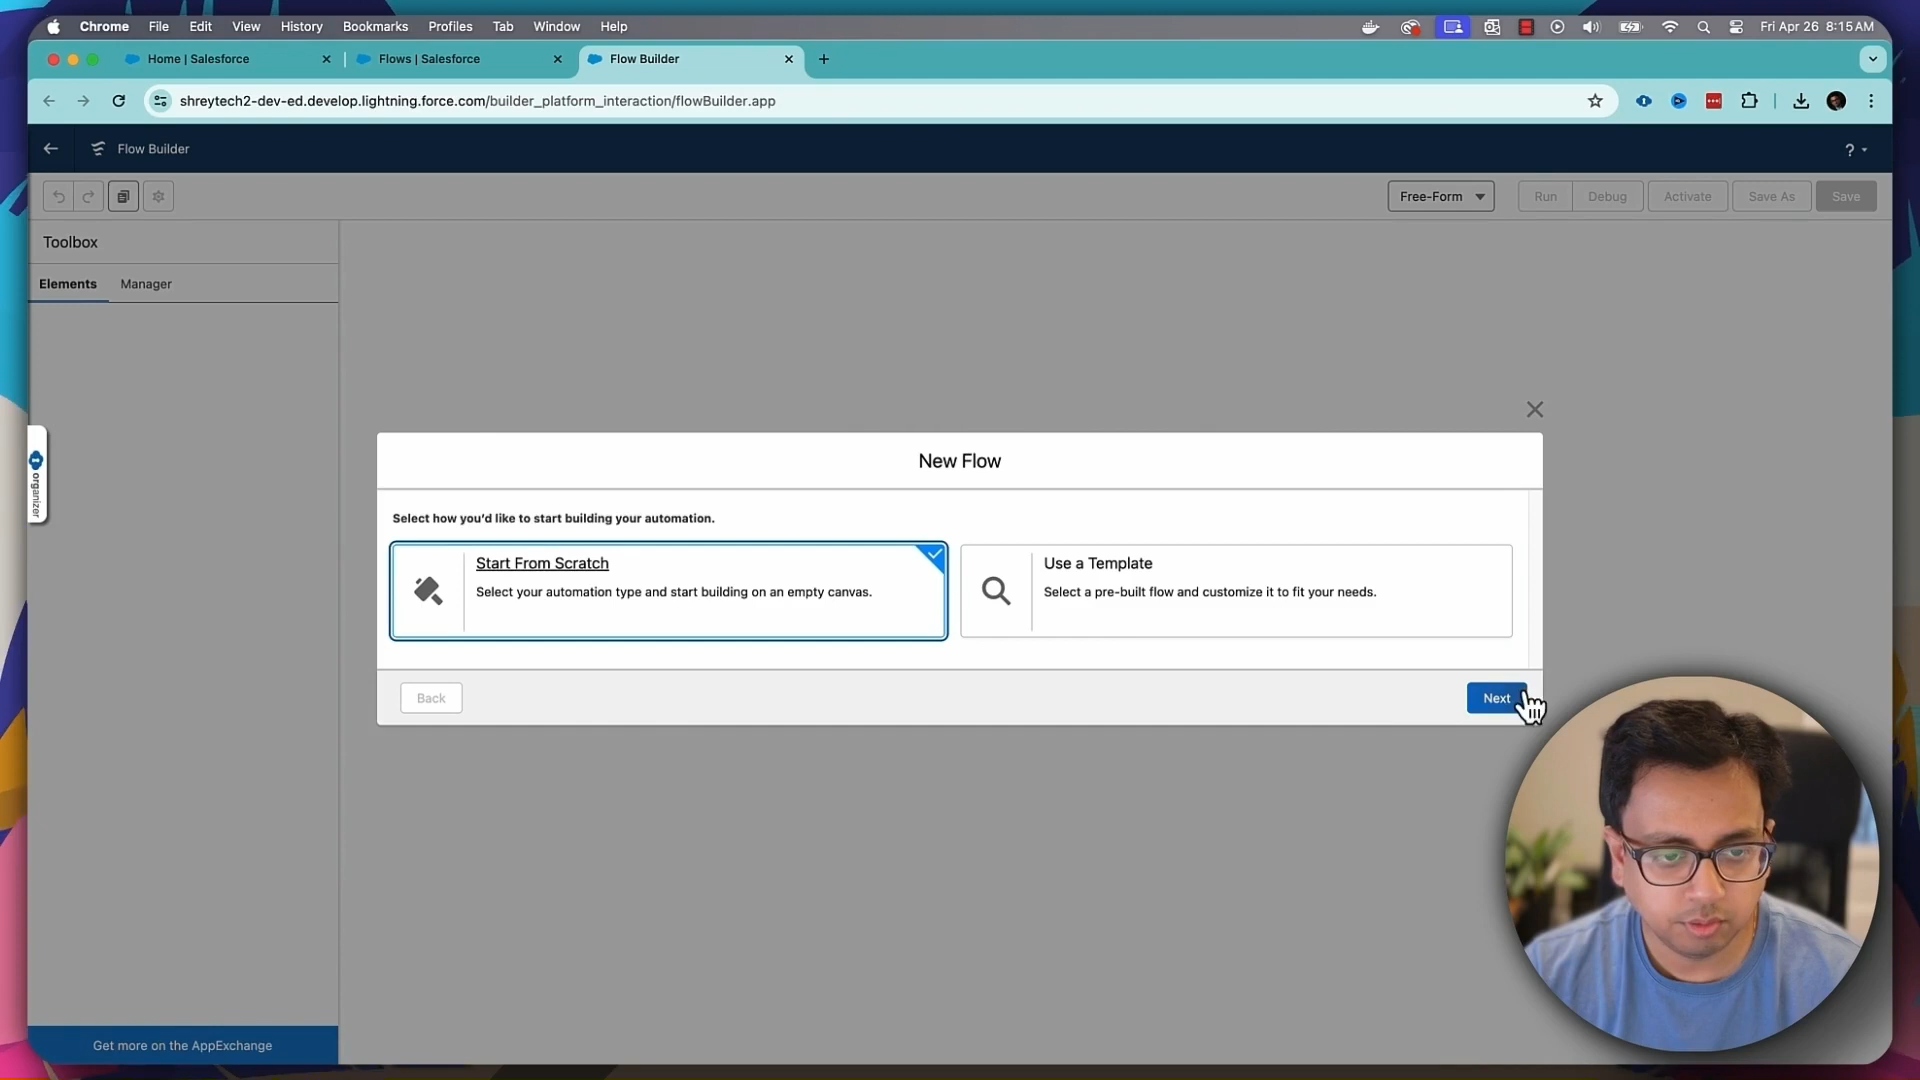 Chrome File Edit View History Bookmarks Profiles Tab Window Help Fri Apr 26 8:15 AM
Home | Salesforce Flows | Salesforce Flow Builder
shreytech2-dev-ed.develop.lightning.force.com/builder_platform_interaction/flowBuilder.app
Flow Builder ?
Free-Form Run Debug Activate Save As Save
Toolbox
Elements Manager
organizer
New Flow
Select how you'd like to start building your automation.
Start From Scratch
Select your automation type and start building on an empty canvas.
Use a Template
Select a pre-built flow and customize it to fit your needs.
Back Next
Get more on the AppExchange